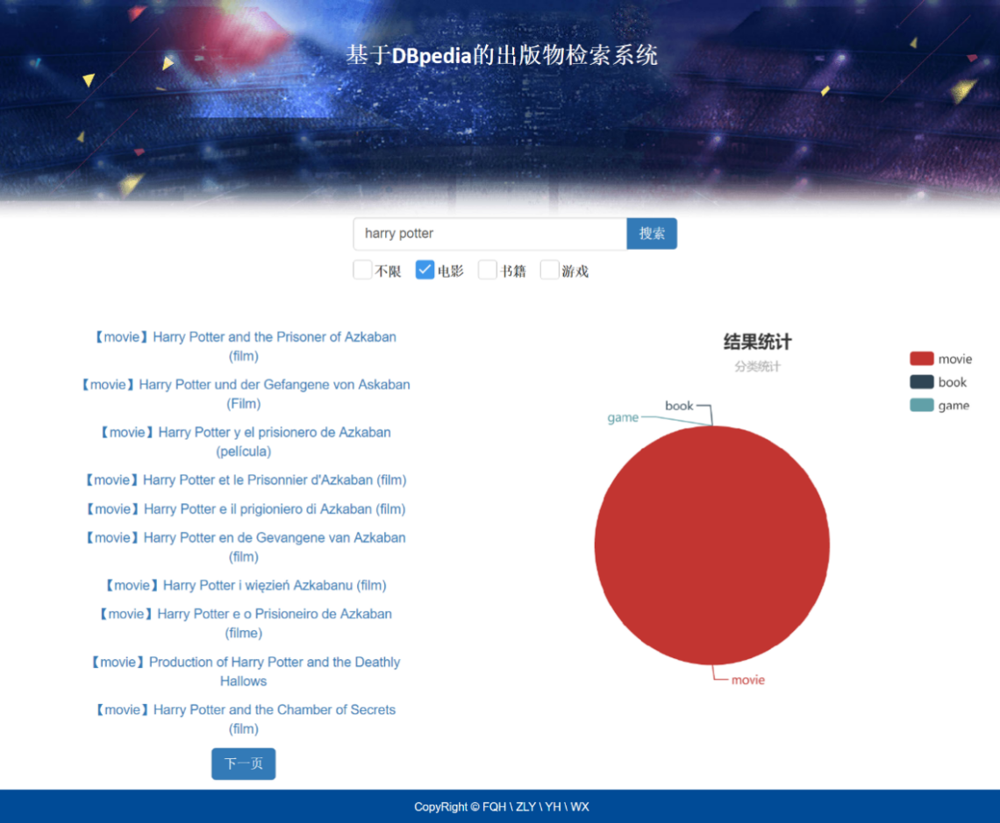 基于DBpedia的出版物检索系统
harry potter
搜索
不限 电影 书籍 游戏
【movie】Harry Potter and the Prisoner of Azkaban
(film)
【movie】Harry Potter und der Gefangene von Askaban
(Film)
【movie】Harry Potter y el prisionero de Azkaban
(película)
【movie】Harry Potter et le Prisonnier d'Azkaban (film)
【movie】Harry Potter e il prigioniero di Azkaban (film)
【movie】Harry Potter en de Gevangene van Azkaban
(film)
【movie】Harry Potter i więzień Azkabanu (film)
【movie】Harry Potter e o Prisioneiro de Azkaban
(filme)
【movie】Production of Harry Potter and the Deathly
Hallows
【movie】Harry Potter and the Chamber of Secrets
(film)
下一页
结果统计
分类统计
movie
book
game
book
game
movie
CopyRight © FQH \ ZLY \ YH \ WX